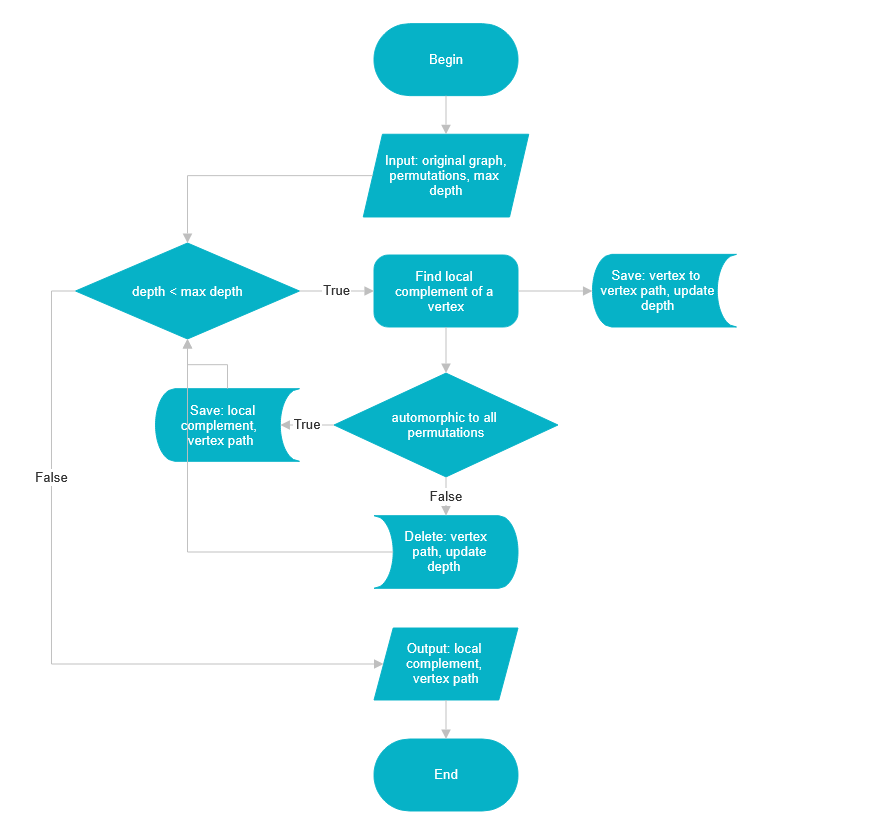 Begin
Input: original graph,
permutations, max
depth
depth < max depth
True
Find local
complement of a
vertex
Save: vertex to
vertex path, update
depth
automorphic to all
permutations
True
Save: local
complement,
vertex path
False
False
Delete: vertex
path, update
depth
Output: local
complement,
vertex path
End